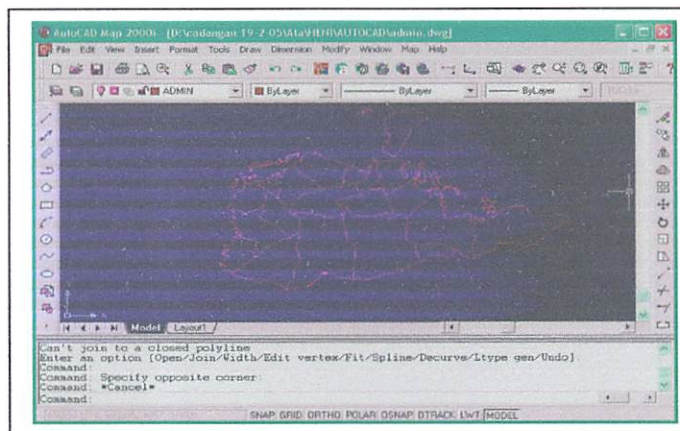 AutoCAD Map 2000i - [D:\cadangan 19-2-05\Ata\HENI\AUTOCAD\admin.dwg]
File Edit View Insert Format Tools Draw Dimension Modify Window Map Help
ADMIN ByLayer ByLayer ByLayer
Model Layout1
Can't join to a closed polyline
Enter an option [Open/Join/Width/Edit vertex/Fit/Spline/Decurve/Ltype gen/Undo]:
Command:
Command: Specify opposite corner:
Command: *Cancel*
Command:
SNAP GRID ORTHO POLAR OSNAP OTRACK LWT MODEL